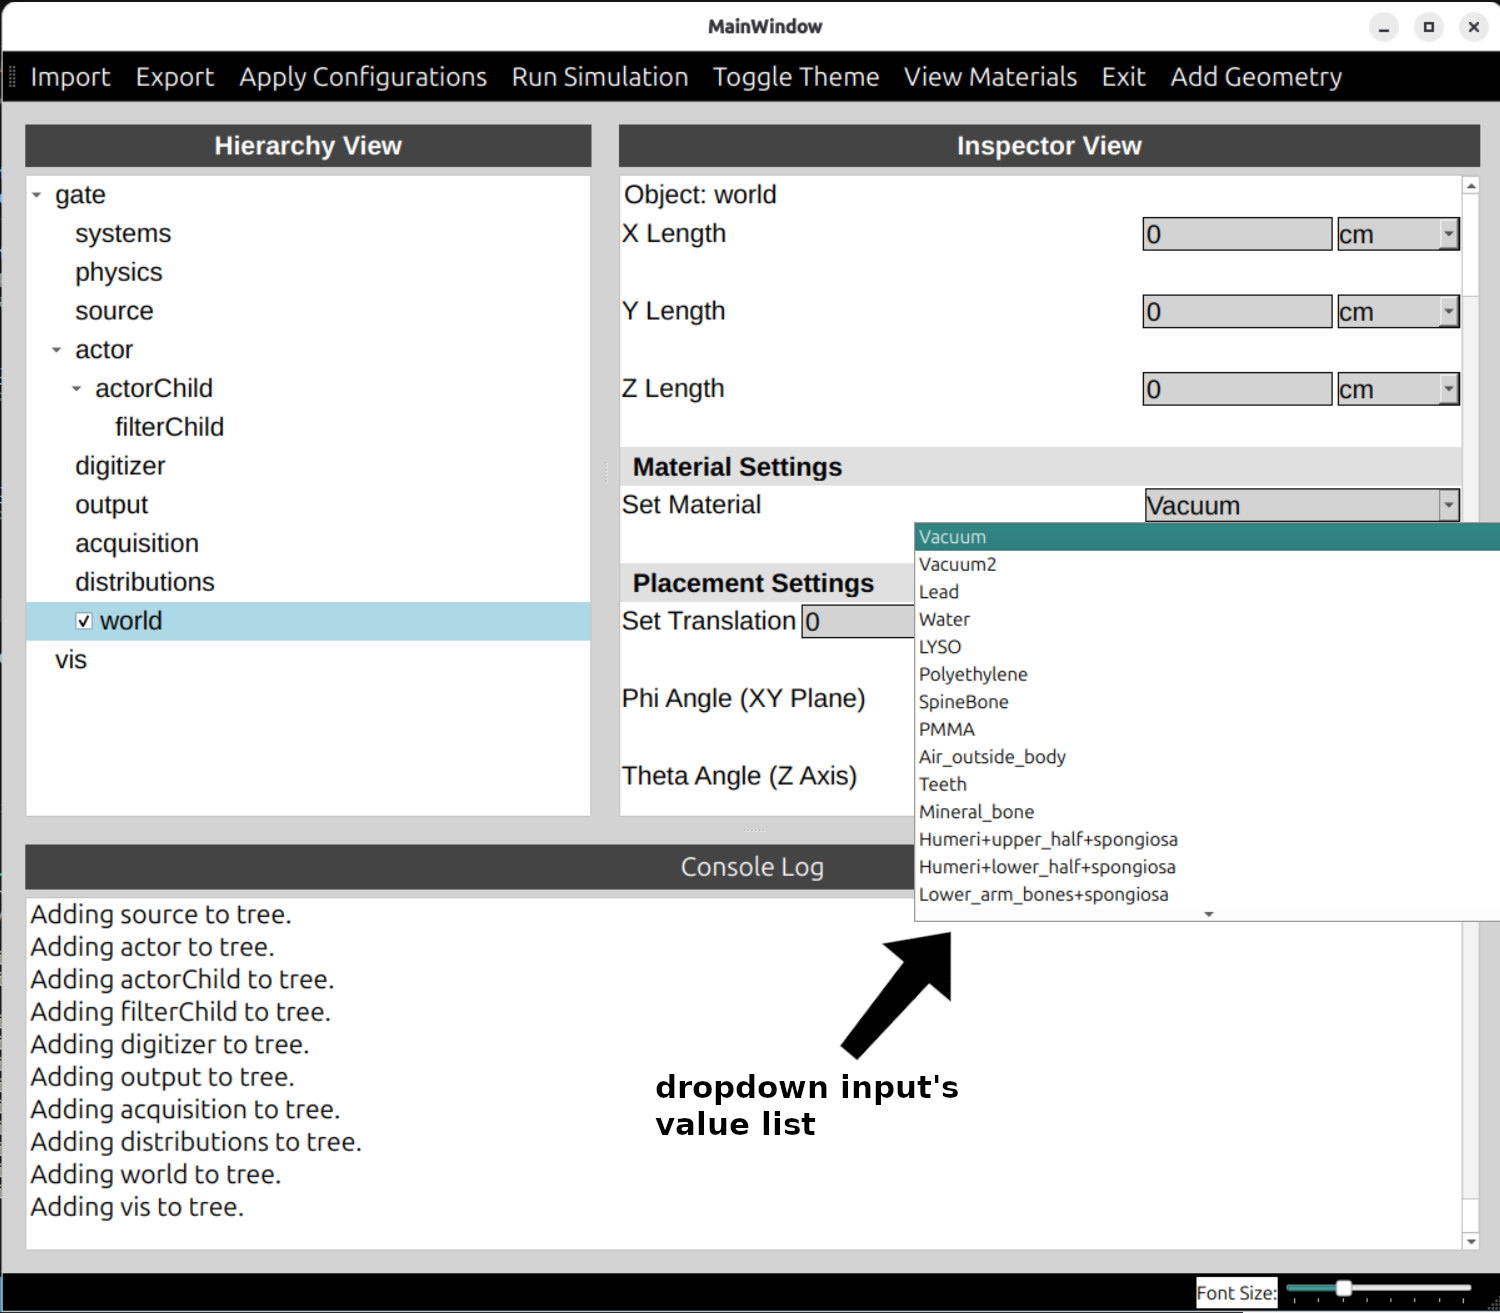 MainWindow
Import Export Apply Configurations Run Simulation Toggle Theme View Materials Exit Add Geometry
Hierarchy View
gate
systems
physics
source
actor
actorChild
filterChild
digitizer
output
acquisition
distributions
world
vis
Inspector View
Object: world
X Length 0 cm
Y Length 0 cm
Z Length 0 cm
Material Settings
Set Material Vacuum
Vacuum
Vacuum2
Lead
Water
LYSO
Polyethylene
SpineBone
PMMA
Air_outside_body
Teeth
Mineral_bone
Humeri+upper_half+spongiosa
Humeri+lower_half+spongiosa
Lower_arm_bones+spongiosa
Placement Settings
Set Translation 0
Phi Angle (XY Plane)
Theta Angle (Z Axis)
Console Log
Adding source to tree.
Adding actor to tree.
Adding actorChild to tree.
Adding filterChild to tree.
Adding digitizer to tree.
Adding output to tree.
Adding acquisition to tree.
Adding distributions to tree.
Adding world to tree.
Adding vis to tree.
dropdown input's
value list
Font Size: